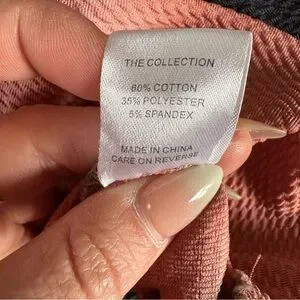 THE COLLECTION
60% COTTON
35% POLYESTER
5% SPANDEX
MADE IN CHINA
CARE ON REVERSE